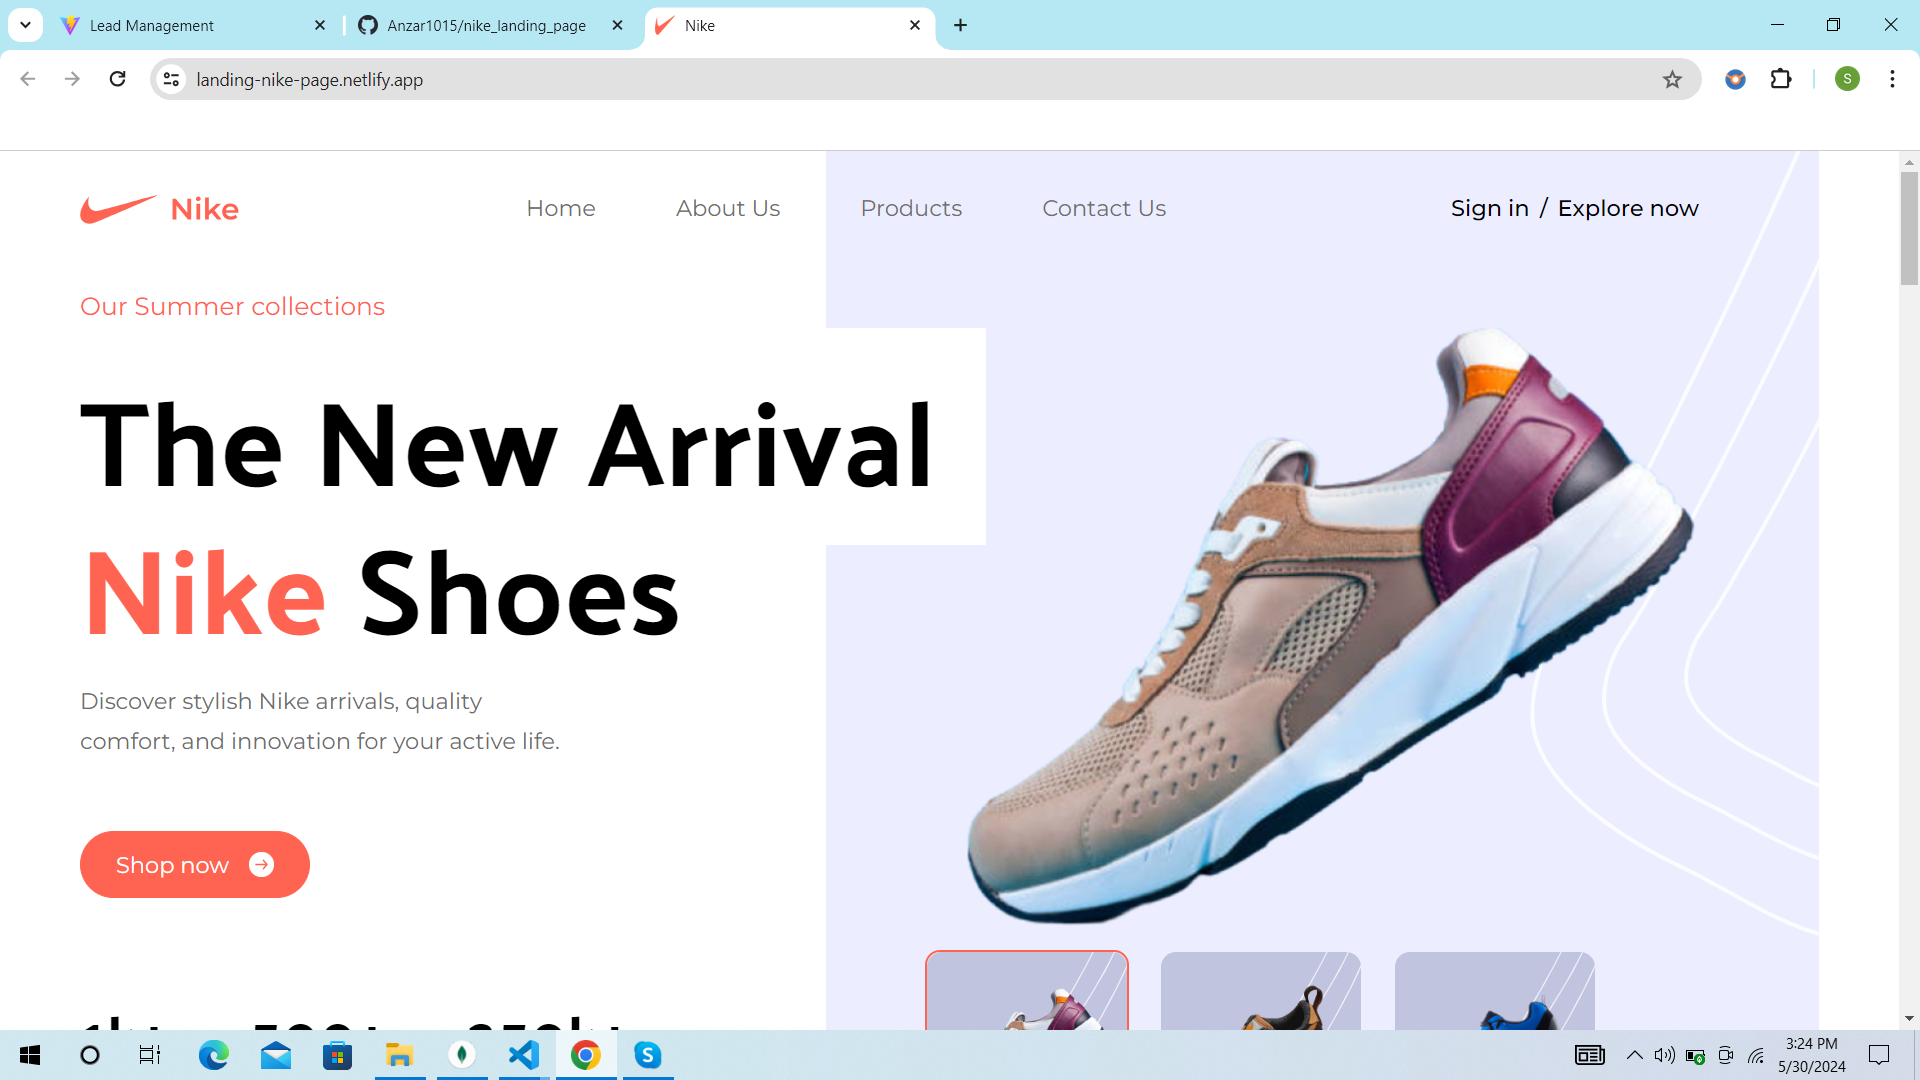 Lead Management
Anzar1015/nike_landing_page
Nike
landing-nike-page.netlify.app
S
Nike
Home
About Us
Products
Contact Us
Sign in / Explore now
Our Summer collections
The New Arrival
Nike Shoes
Discover stylish Nike arrivals, quality
comfort, and innovation for your active life.
Shop now
3:24 PM
5/30/2024